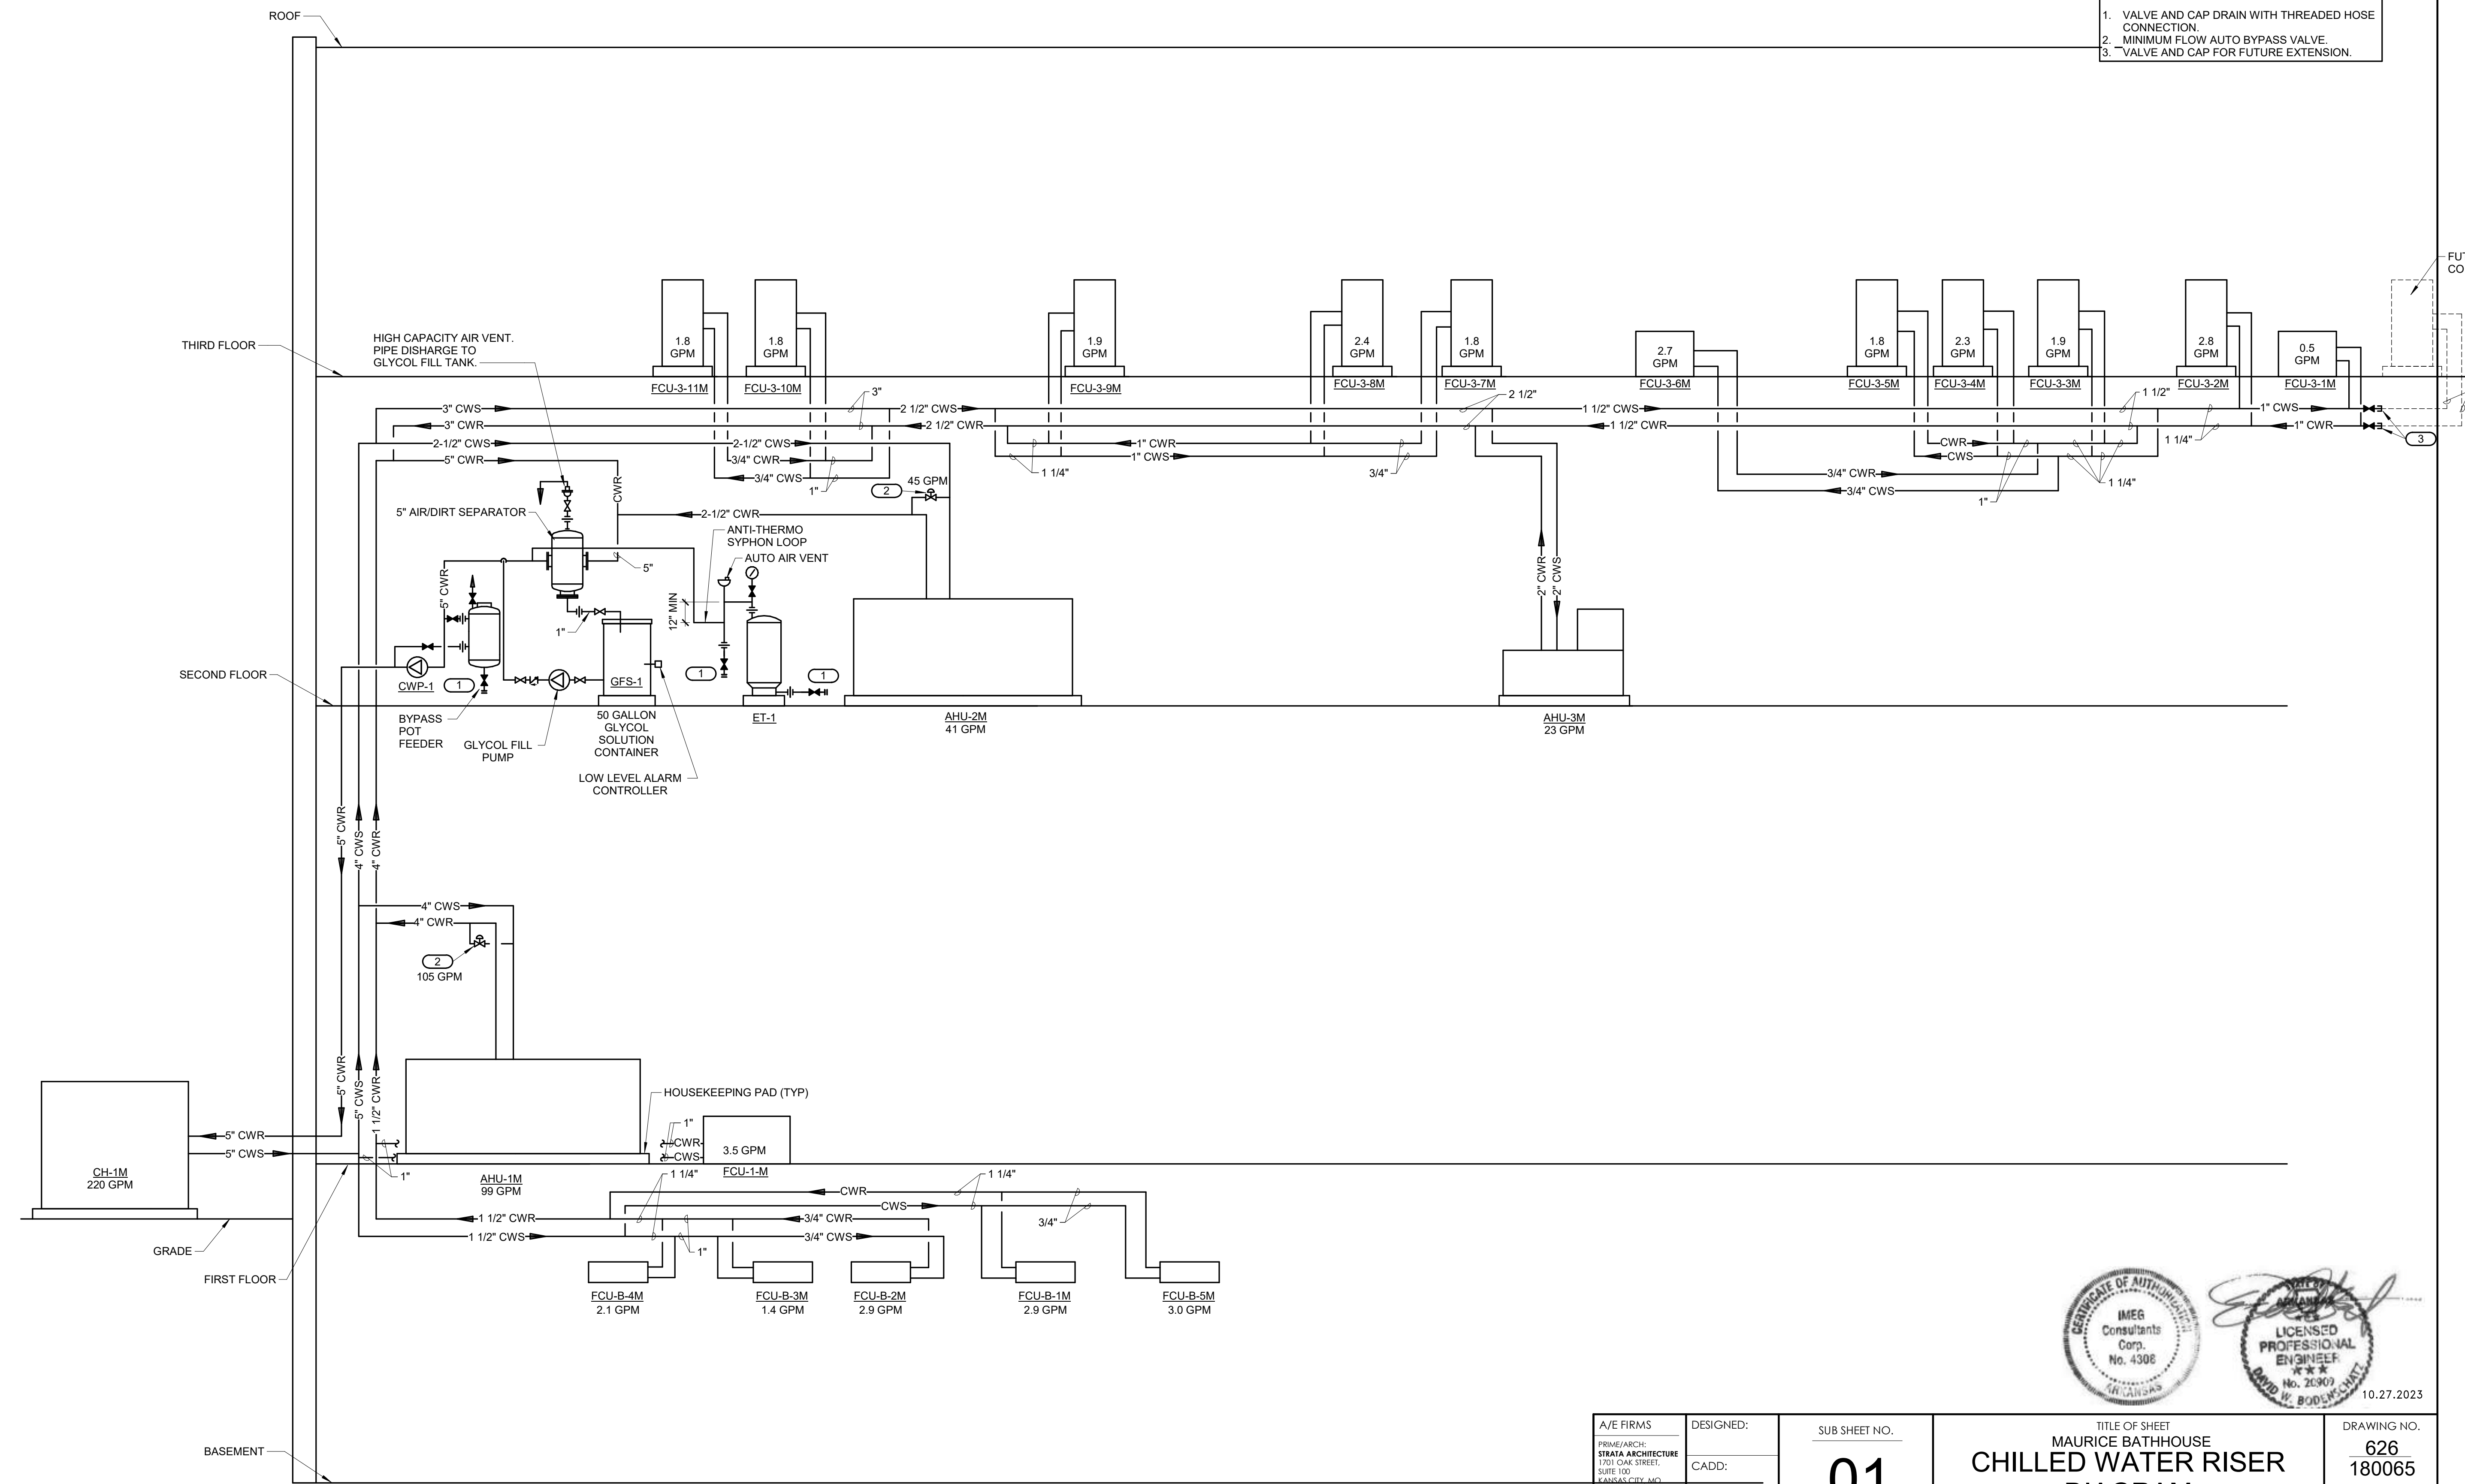 ROOF
1. VALVE AND CAP DRAIN WITH THREADED HOSE
CONNECTION.
2. MINIMUM FLOW AUTO BYPASS VALVE.
3. VALVE AND CAP FOR FUTURE EXTENSION.
THIRD FLOOR
HIGH CAPACITY AIR VENT.
PIPE DISHARGE TO
GLYCOL FILL TANK.
1.8
GPM
FCU-3-11M
1.8
GPM
FCU-3-10M
1.9
GPM
FCU-3-9M
2.4
GPM
FCU-3-8M
1.8
GPM
FCU-3-7M
2.7
GPM
FCU-3-6M
1.8
GPM
FCU-3-5M
2.3
GPM
FCU-3-4M
1.9
GPM
FCU-3-3M
2.8
GPM
FCU-3-2M
0.5
GPM
FCU-3-1M
3" CWS
3"
2 1/2" CWS
2 1/2"
1 1/2" CWS
1 1/2"
1" CWS
3" CWR
2 1/2" CWR
1 1/2" CWR
1" CWR
2-1/2" CWS
2-1/2" CWS
1" CWR
CWR
1 1/4"
3
5" CWR
3/4" CWR
1" CWS
CWS
3/4" CWS
1"
1 1/4"
3/4"
3/4" CWR
3/4" CWS
1"
1 1/4"
CWR
2
45 GPM
5" AIR/DIRT SEPARATOR
2-1/2" CWR
ANTI-THERMO
SYPHON LOOP
AUTO AIR VENT
5"
5" CWR
12" MIN
1"
2" CWR
2" CWS
SECOND FLOOR
CWP-1
1
GFS-1
1
1
BYPASS
POT
FEEDER
GLYCOL FILL
PUMP
50 GALLON
GLYCOL
SOLUTION
CONTAINER
ET-1
AHU-2M
41 GPM
AHU-3M
23 GPM
LOW LEVEL ALARM
CONTROLLER
5" CWR
4" CWS
4" CWR
4" CWS
4" CWR
2
105 GPM
5" CWR
5" CWS
1 1/2" CWR
HOUSEKEEPING PAD (TYP)
5" CWR
5" CWS
1"
CWR
CWS
3.5 GPM
FCU-1-M
CH-1M
220 GPM
1"
AHU-1M
99 GPM
1 1/4"
1 1/4"
CWR
CWS
1 1/2" CWR
3/4" CWR
3/4"
1 1/2" CWS
3/4" CWS
1"
GRADE
FIRST FLOOR
FCU-B-4M
2.1 GPM
FCU-B-3M
1.4 GPM
FCU-B-2M
2.9 GPM
FCU-B-1M
2.9 GPM
FCU-B-5M
3.0 GPM
CERTIFICATE OF AUTHORIZATION
IMEG
Consultants
Corp.
No. 4306
ARKANSAS
ARKANSAS
LICENSED
PROFESSIONAL
ENGINEER
No. 20909
DAVID W. BODENSCHATZ
10.27.2023
BASEMENT
A/E FIRMS
PRIME/ARCH:
STRATA ARCHITECTURE
1701 OAK STREET,
SUITE 100
KANSAS CITY, MO
DESIGNED:
CADD:
SUB SHEET NO.
01
TITLE OF SHEET
MAURICE BATHHOUSE
CHILLED WATER RISER
DRAWING NO.
626
180065